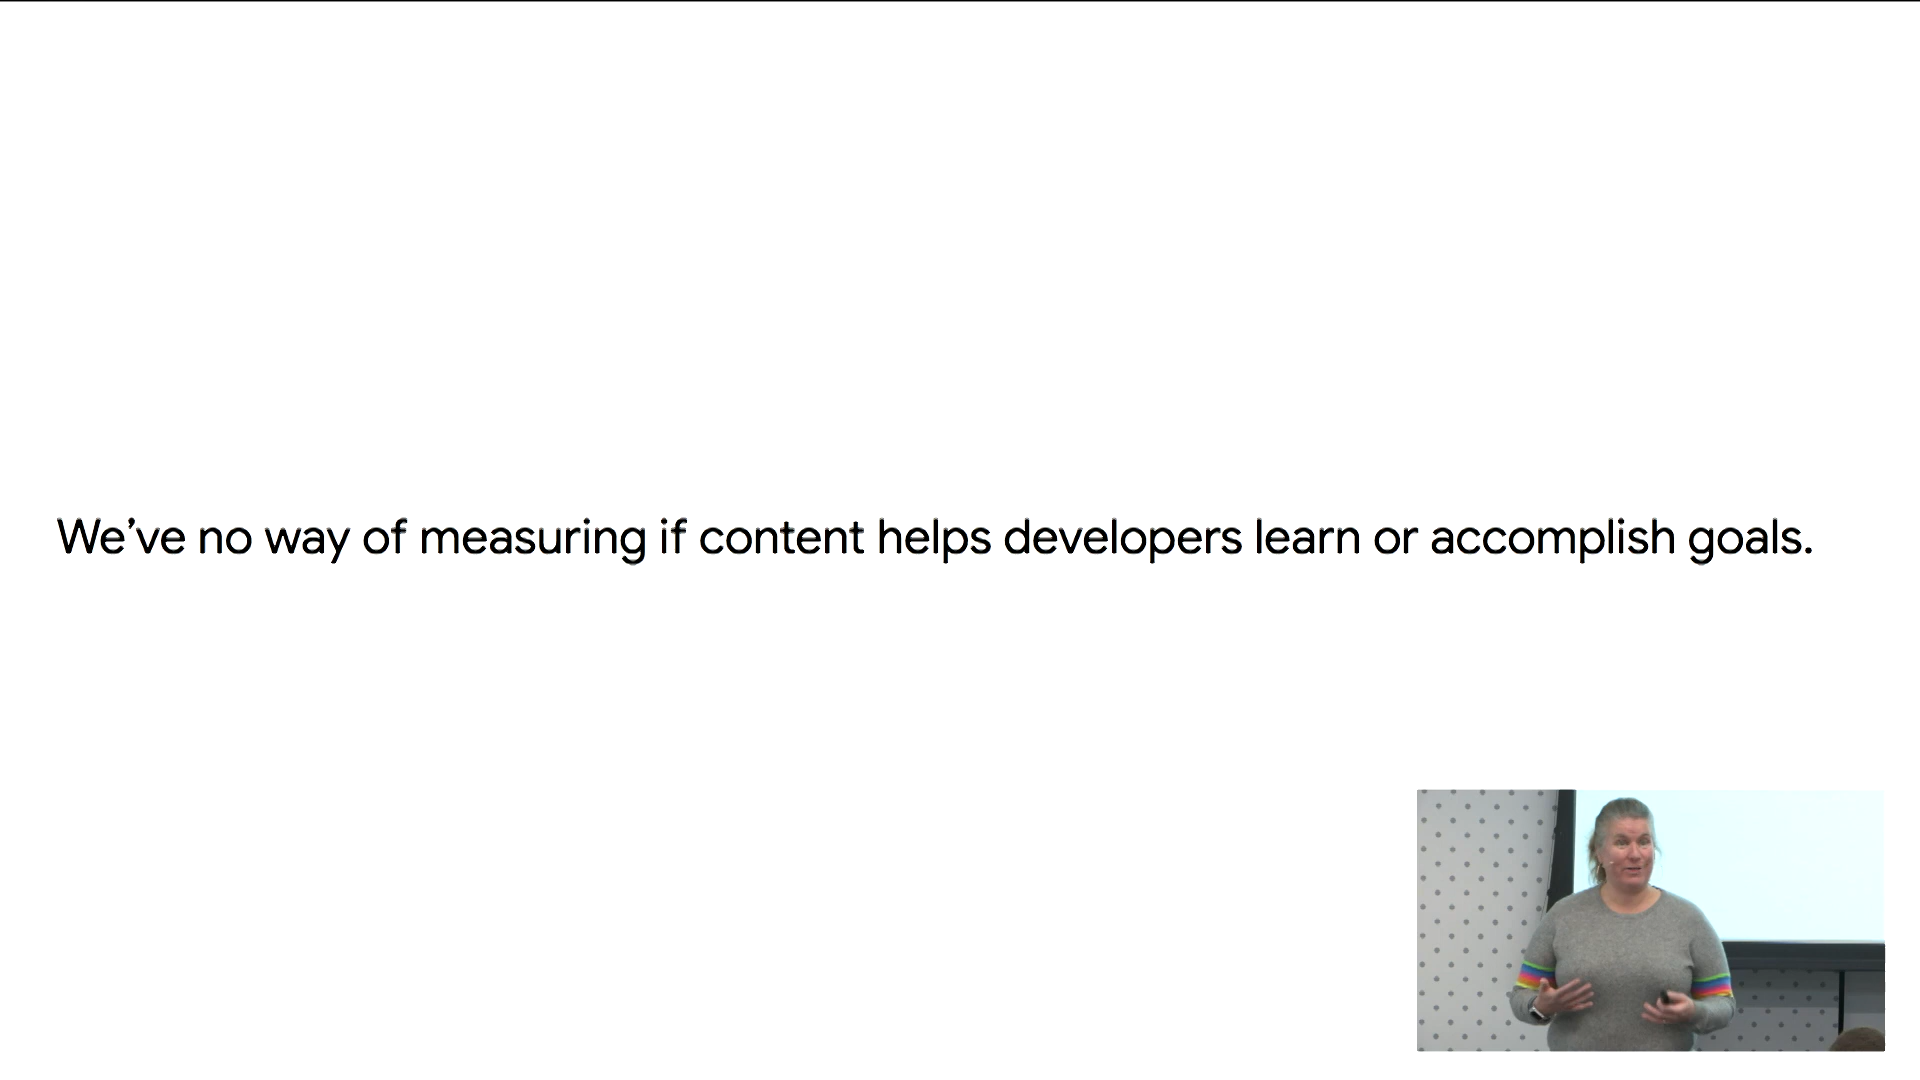 We’ve no way of measuring if content helps developers learn or accomplish goals.